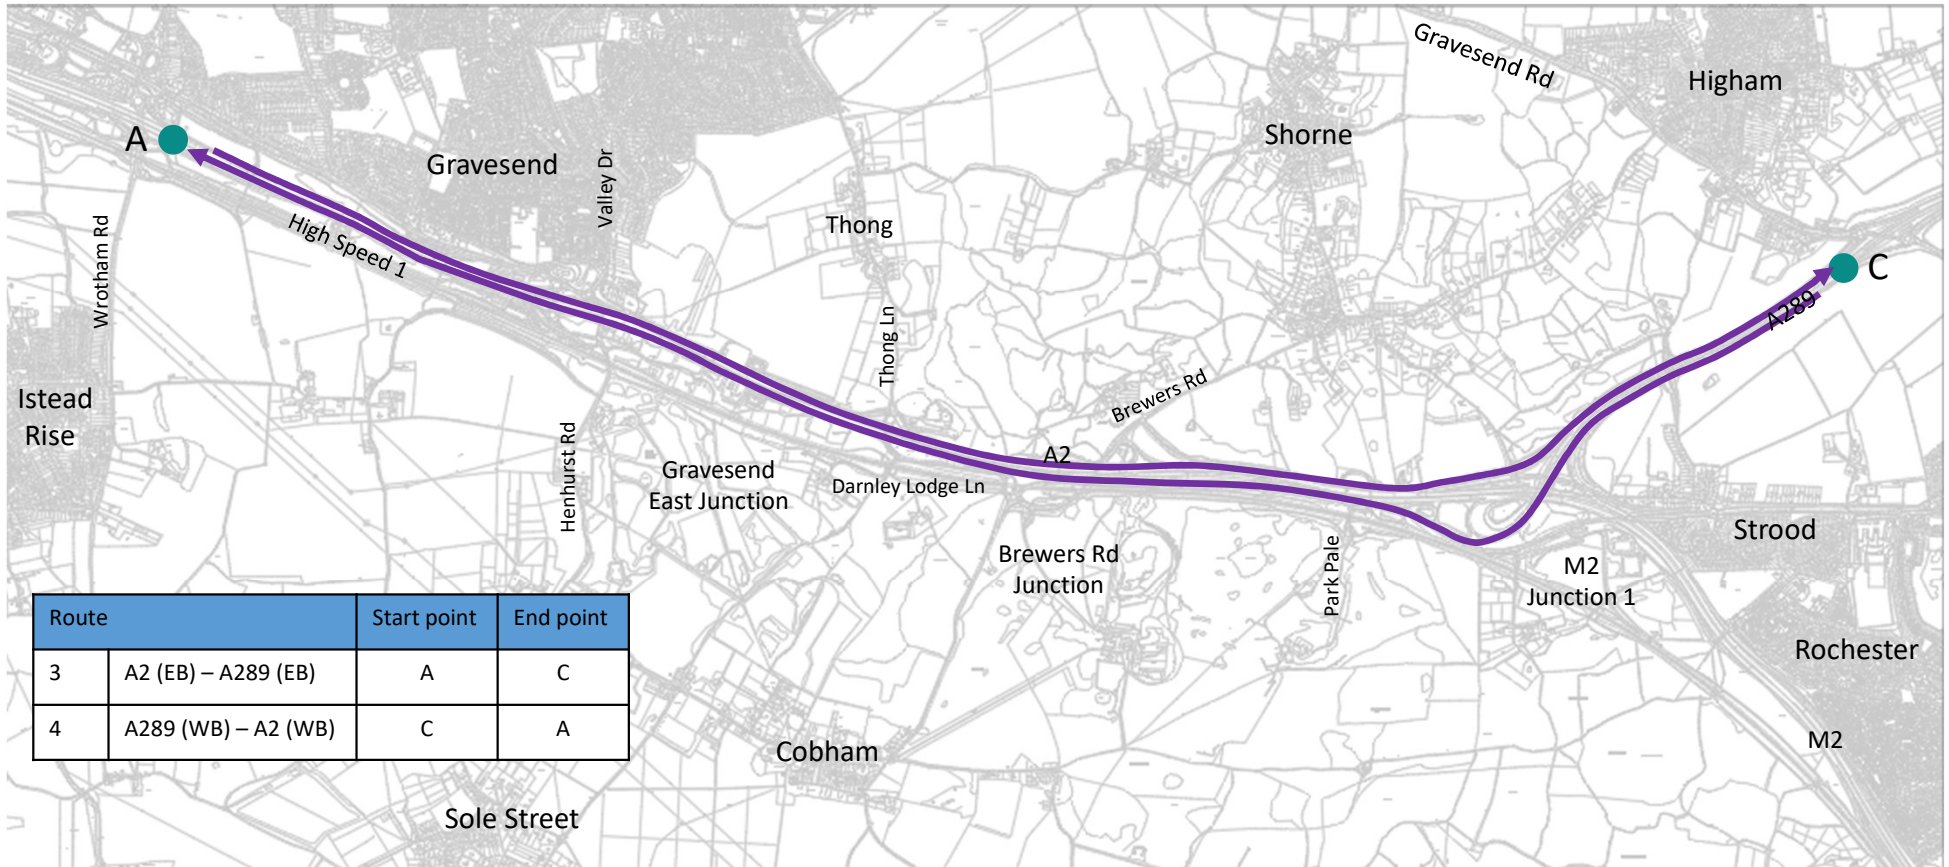 Gravesend Rd
Higham
A
Gravesend
Valley Dr
Shorne
Thong
High Speed 1
Wrotham Rd
C
A289
Thong Ln
Istead
Rise
Brewers Rd
Henhurst Rd
Gravesend
East Junction
A2
Darnley Lodge Ln
Brewers Rd
Junction
Park Pale
M2
Junction 1
Strood
Rochester
M2
Cobham
Sole Street
Route Start point End point
3 A2 (EB) – A289 (EB) A C
4 A289 (WB) – A2 (WB) C A